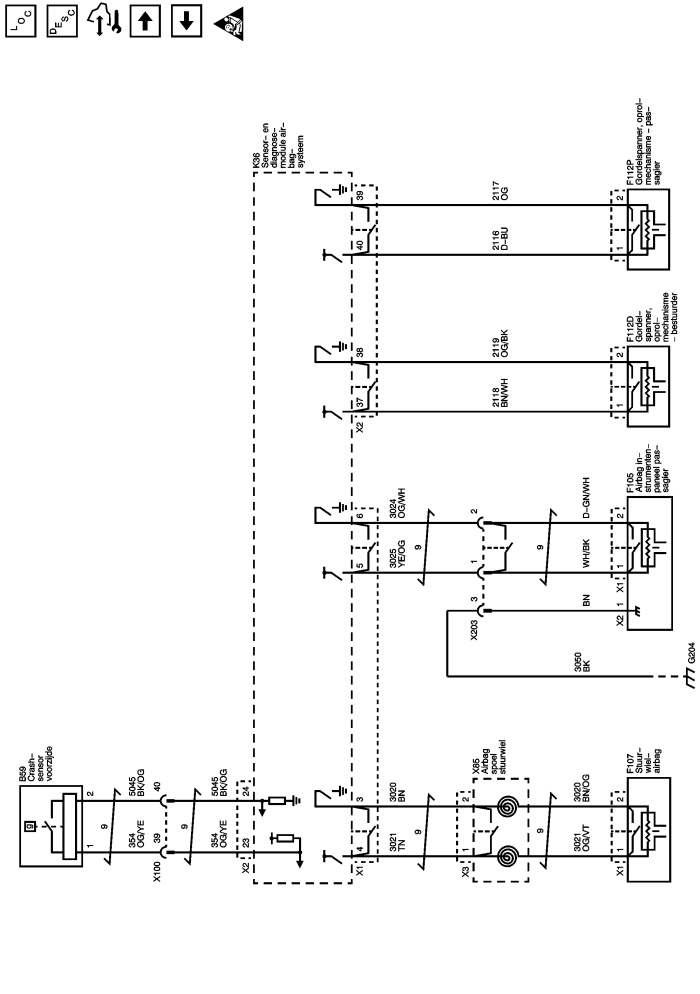 LOC
DESC
K36
Sensor– en
diagnose–
module air–
bag–
systeem
F112P
Gordelspanner, oprol–
mechanisme – pas–
sagier
39
40
2117
OG
2116
D–BU
2
1
F112D
Gordel–
spanner,
oprol–
mechanisme
– bestuurder
38
37
X2
2119
OG/BK
2118
BN/WH
2
1
F105
Airbag in–
strumenten–
paneel pas–
sagier
6
5
3024
OG/WH
3025
YE/OG
9
2
1
3
X203
D–GN/WH
WH/BK
9
BN
2
1
X1
1
X2
3050
BK
G204
B59
Crash–
sensor
voorzijde
g
2
1
5045
BK/OG
354
OG/YE
9
40
39
X100
5045
BK/OG
354
OG/YE
9
24
23
X2
3
4
X1
3020
BN
3021
TN
9
X85
Airbag
spoel
stuurwiel
2
1
X3
3020
BN/OG
3021
OG/VT
9
F107
Stuur–
wiel–
airbag
2
1
X1